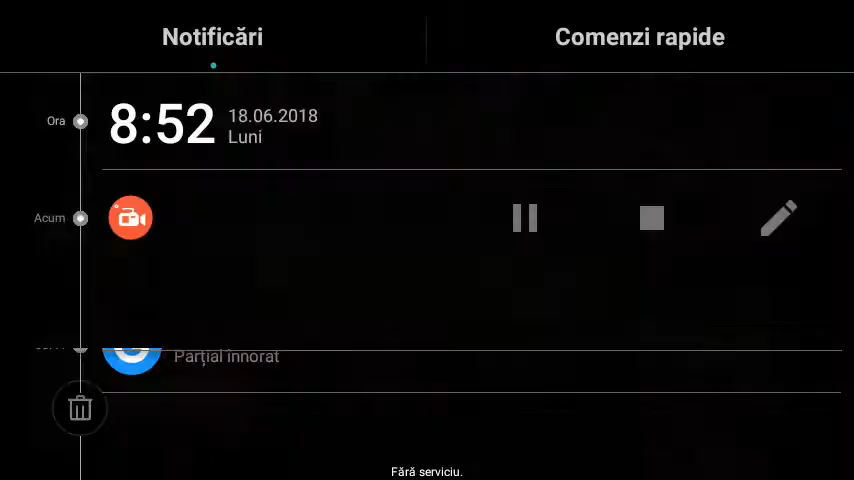 Notificări
Comenzi rapide
Ora
8:52
18.06.2018
Luni
Acum
Parțial înnorat
Fără serviciu.